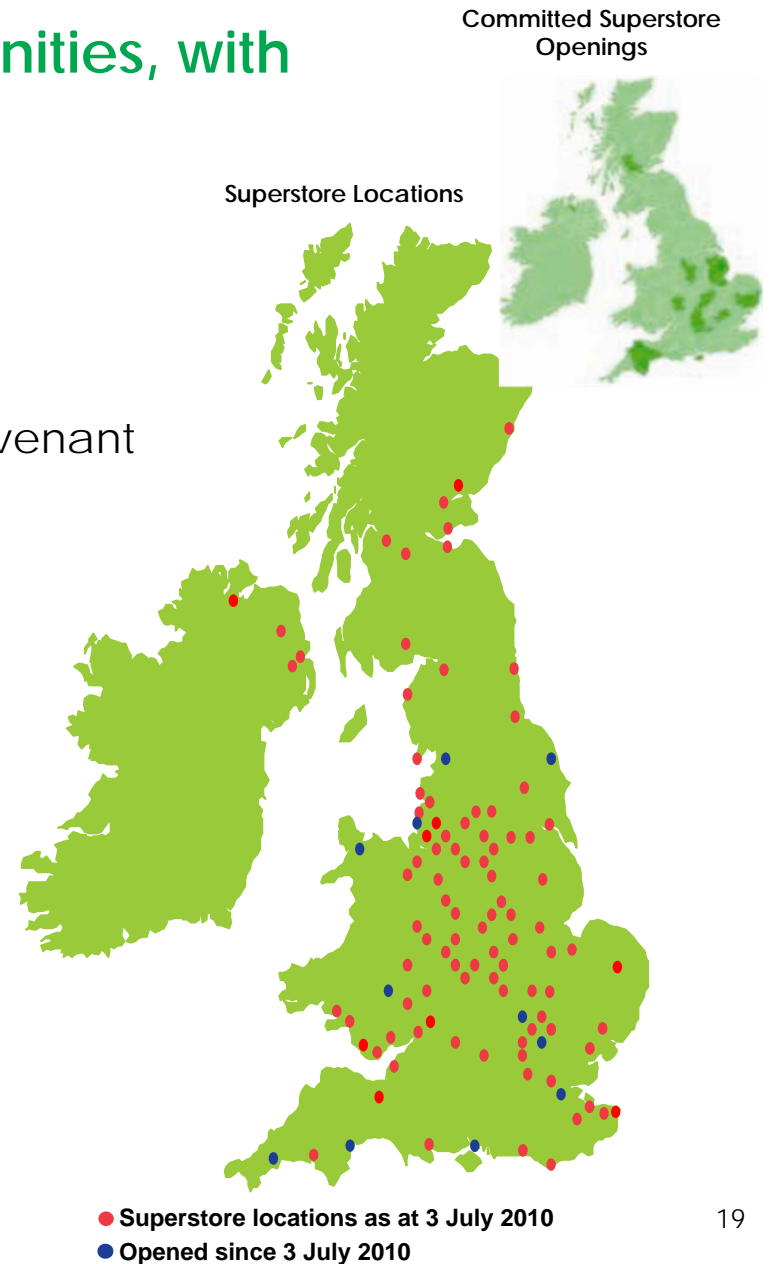 nities, with
Committed Superstore
Openings
Superstore Locations
venant
Superstore locations as at 3 July 2010
19
Opened since 3 July 2010